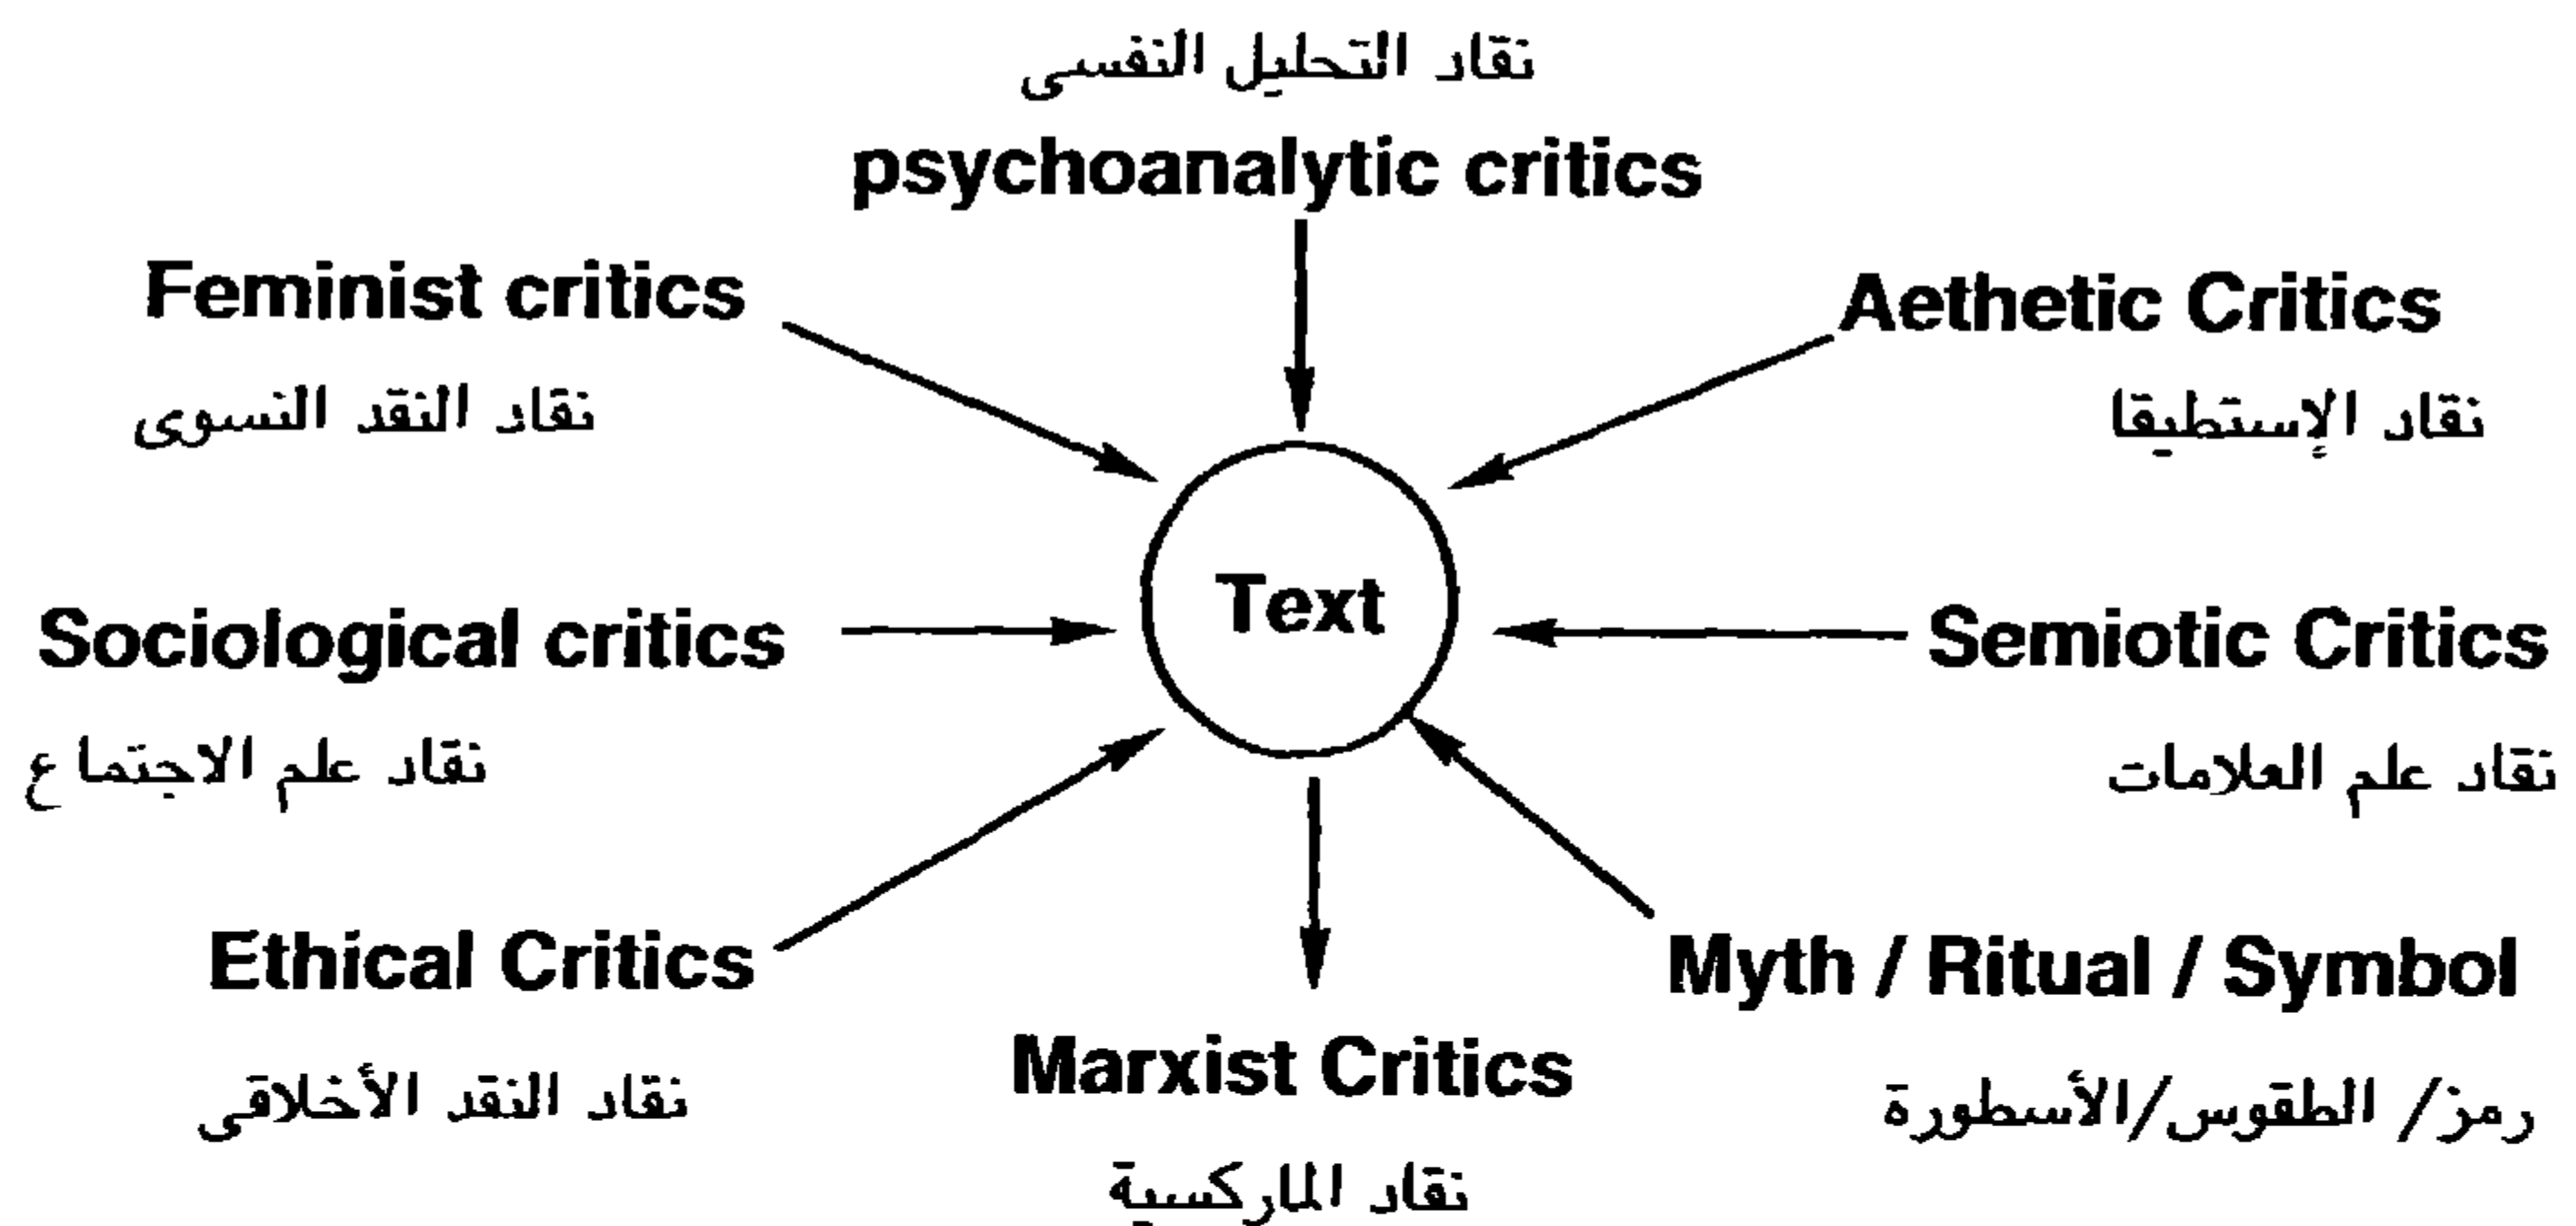 نقاد التحليل النفسى
psychoanalytic critics
Feminist critics
نقاد النقد النسوى
Aethetic Critics
نقاد الإستطيقا
Text
Sociological critics
نقاد علم الاجتماع
Semiotic Critics
نقاد علم العلامات
Ethical Critics
نقاد النقد الأخلاقى
Myth / Ritual / Symbol
رمز/ الطقوس/الأسطورة
Marxist Critics
نقاد الماركسية